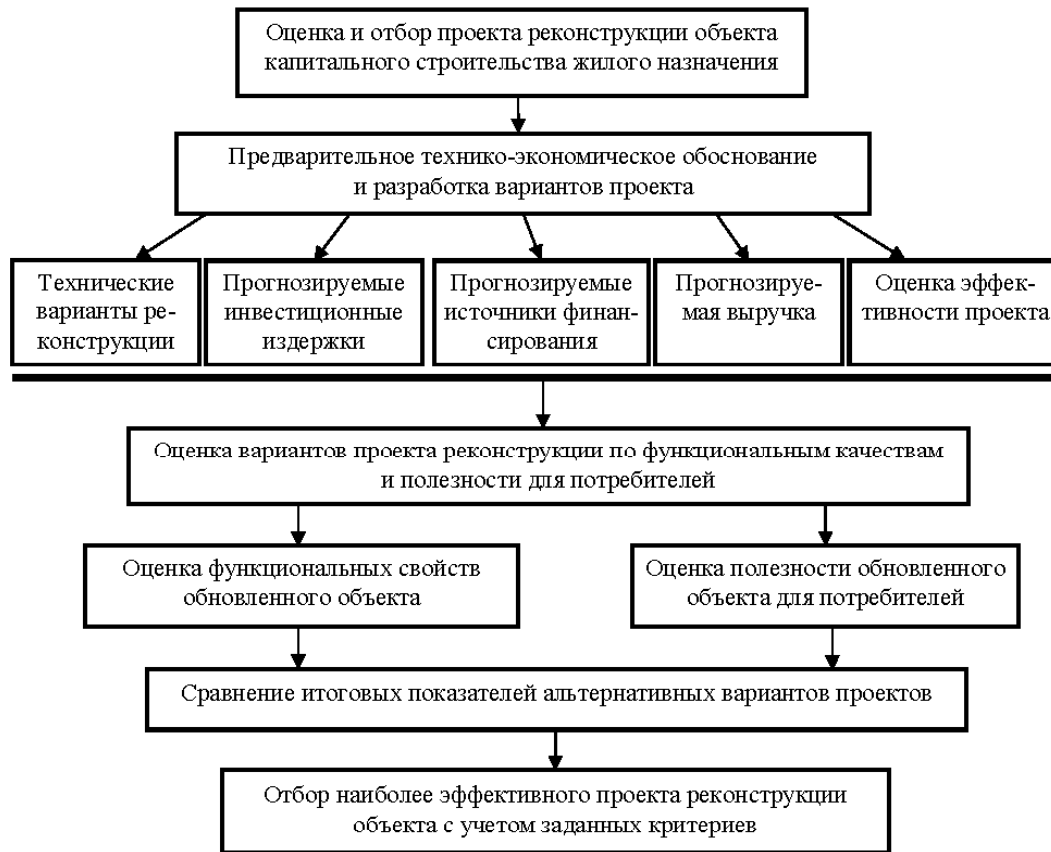 Оценка и отбор проекта реконструкции объекта
капитального строительства жилого назначения
Предварительное технико-экономическое обоснование
и разработка вариантов проекта
Технические
варианты ре-
конструкции
Прогнозируемые
инвестиционные
издержки
Прогнозируемые
источники финан-
сирования
Прогнозируе-
мая выручка
Оценка эффек-
тивности проекта
Оценка вариантов проекта реконструкции по функциональным качествам
и полезности для потребителей
Оценка функциональных свойств
обновленного объекта
Оценка полезности обновленного
объекта для потребителей
Сравнение итоговых показателей альтернативных вариантов проектов
Отбор наиболее эффективного проекта реконструкции
объекта с учетом заданных критериев